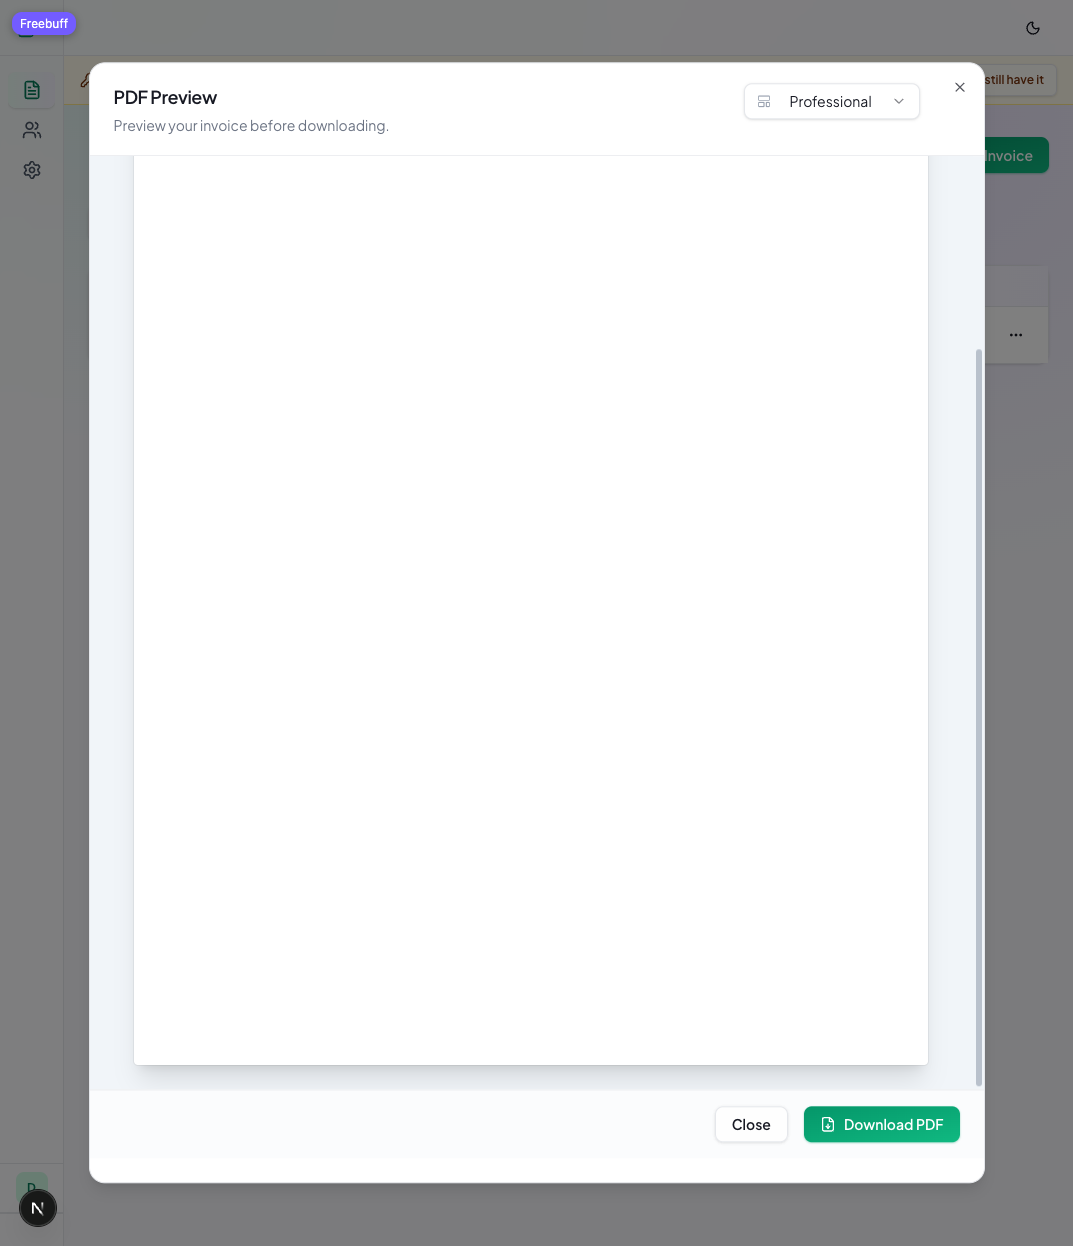 Freebuff
still have it
PDF Preview
Professional
Preview your invoice before downloading.
Invoice
Close
Download PDF
N